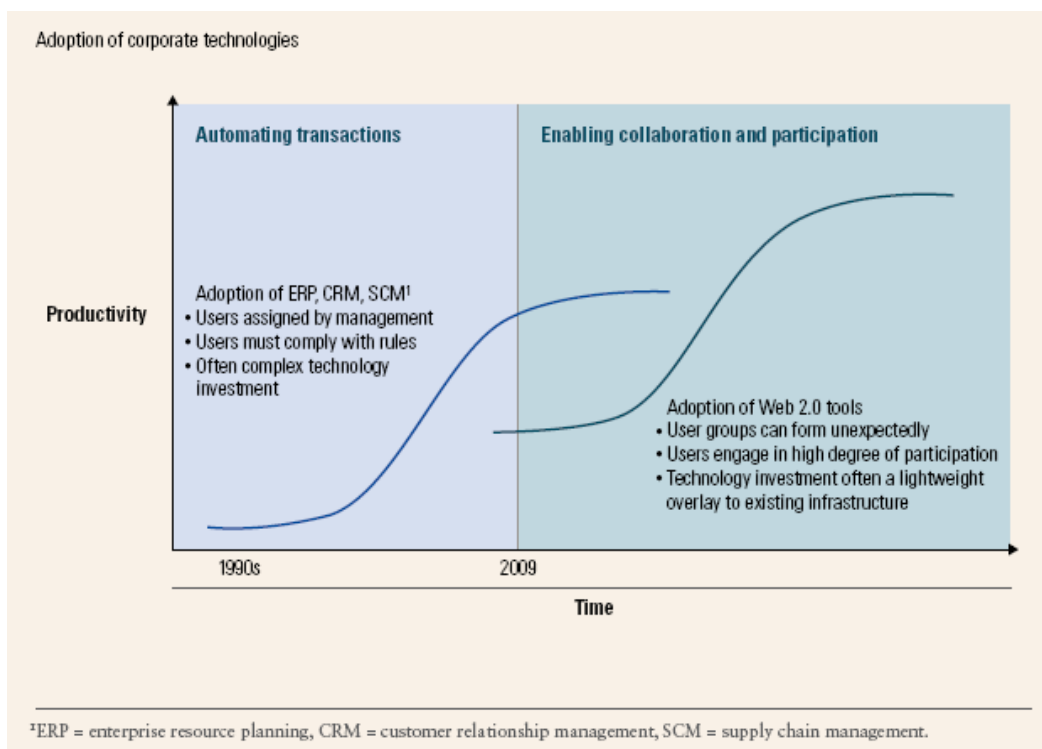 Adoption of corporate technologies
Automating transactions
Enabling collaboration and participation
Productivity
Adoption of ERP, CRM, SCM¹
• Users assigned by management
• Users must comply with rules
• Often complex technology
investment
Adoption of Web 2.0 tools
• User groups can form unexpectedly
• Users engage in high degree of participation
• Technology investment often a lightweight
overlay to existing infrastructure
1990s
2009
Time
¹ERP = enterprise resource planning, CRM = customer relationship management, SCM = supply chain management.